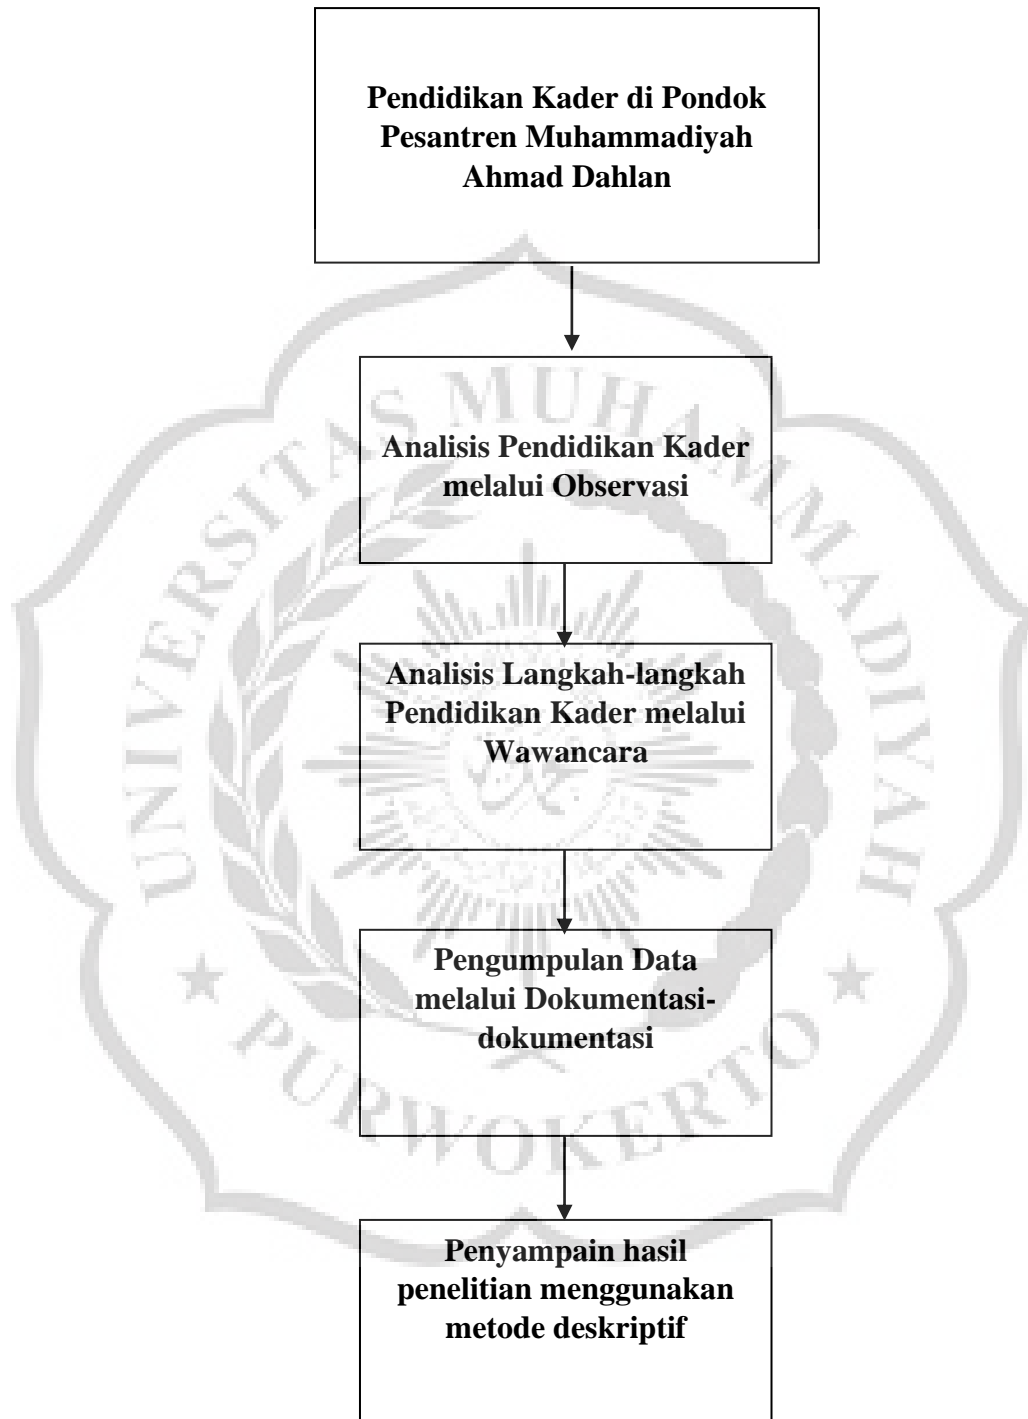 Pendidikan Kader di Pondok
Pesantren Muhammadiyah
Ahmad Dahlan
UNIVERSITAS MUHAMMADIYAH
Analisis Pendidikan Kader
melalui Observasi
Analisis Langkah-langkah
Pendidikan Kader melalui
Wawancara
Pengumpulan Data
melalui Dokumentasi-
dokumentasi
PURWOKERTO
Penyampain hasil
penelitian menggunakan
metode deskriptif